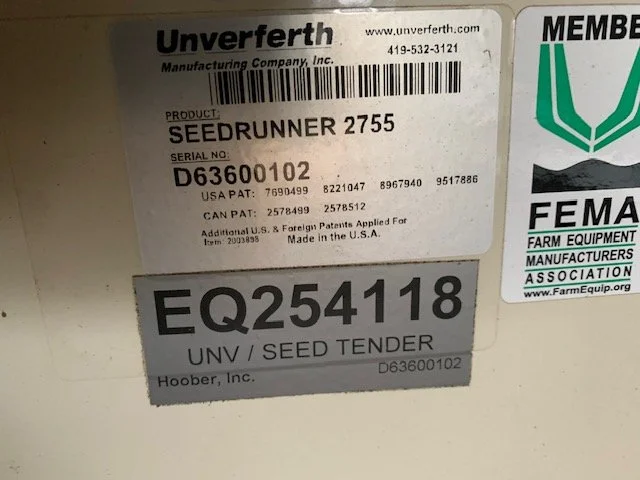 Unverferth
Manufacturing Company, Inc.
www.unverferth.com
419-532-3121
PRODUCT:
SEEDRUNNER 2755
SERIAL NO:
D63600102
USA PAT: 7690499 8221047 8967940 9517886
CAN PAT: 2578499 2578512
Additional U.S. & Foreign Patents Applied For
Item: 2003898 Made in the U.S.A.
EQ254118
UNV / SEED TENDER
Hoober, Inc. D63600102
MEMBE
FEMA
FARM EQUIPMENT
MANUFACTURERS
ASSOCIATION
www.FarmEquip.org